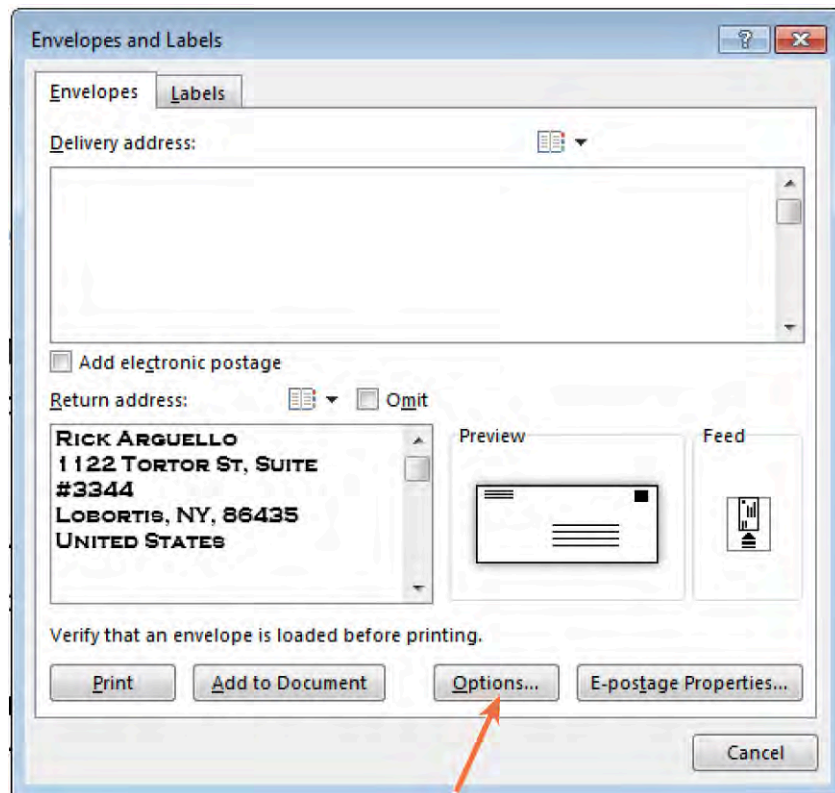 Envelopes and Labels
Envelopes Labels
Delivery address:
Add electronic postage
Return address: Omit
RICK ARGUELLO
1122 TORTOR ST, SUITE
#3344
LOBORTIS, NY, 86435
UNITED STATES
Preview
Feed
Verify that an envelope is loaded before printing.
Print Add to Document Options... E-postage Properties...
Cancel